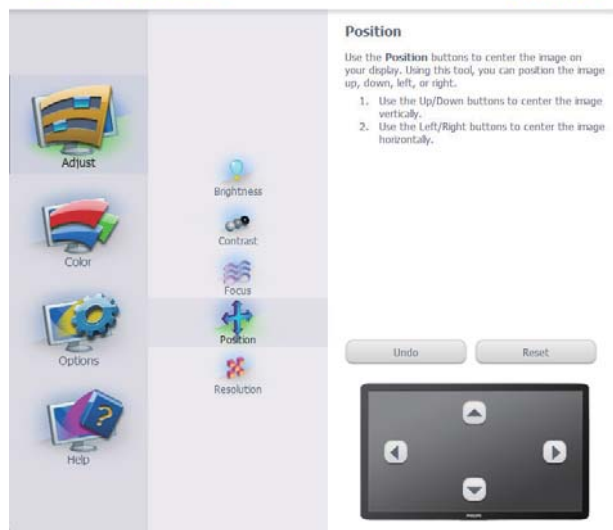 Position
Use the Position buttons to center the image on
your display. Using this tool, you can position the image
up, down, left, or right.
1. Use the Up/Down buttons to center the image
vertically.
2. Use the Left/Right buttons to center the image
horizontally.
Adjust
Color
Options
Help
Brightness
Contrast
Focus
Position
Resolution
Undo
Reset
PHILIPS